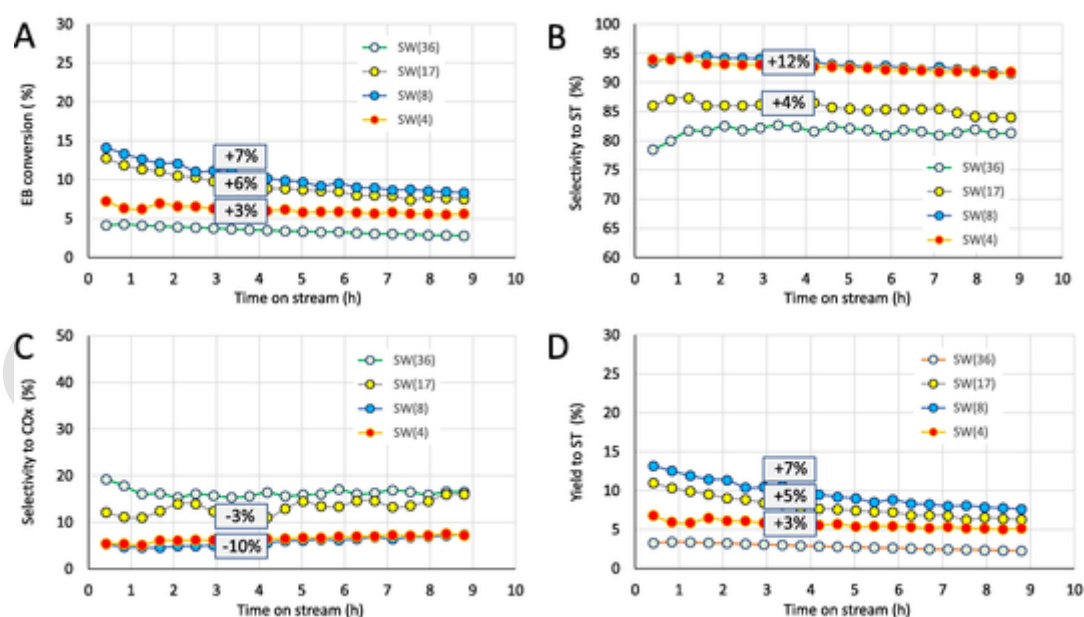 A
EB conversion ( %)
30
25
20
15
10
5
0
SW(36)
SW(17)
SW(8)
SW(4)
+7%
+6%
+3%
0 1 2 3 4 5 6 7 8 9 10
Time on stream (h)
B
Selectivity to ST (%)
100
95
90
85
80
75
70
65
60
+12%
+4%
SW(36)
SW(17)
SW(8)
SW(4)
0 1 2 3 4 5 6 7 8 9 10
Time on stream (h)
C
Selectivity to COx (%)
50
40
30
20
10
0
SW(36)
SW(17)
SW(8)
SW(4)
-3%
-10%
0 1 2 3 4 5 6 7 8 9 10
Time on stream (h)
D
Yield to ST (%)
30
25
20
15
10
5
0
SW(36)
SW(17)
SW(8)
SW(4)
+7%
+5%
+3%
0 1 2 3 4 5 6 7 8 9 10
Time on stream (h)